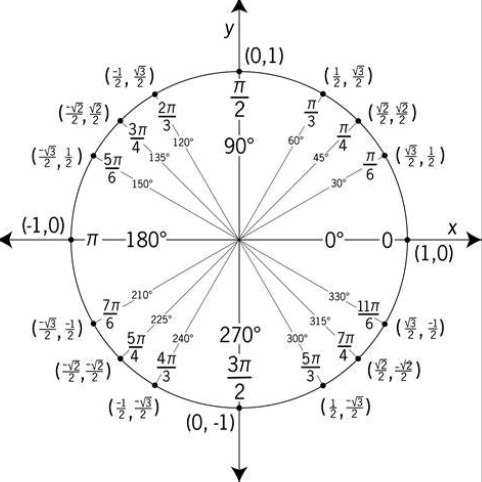 y
(0,1)
(-1/2, √3/2)
(1/2, √3/2)
π/2
(-√2/2, √2/2)
2π/3
π/3
(√2/2, √2/2)
3π/4
120°
90°
60°
π/4
(-√3/2, 1/2)
5π/6
135°
45°
π/6
(√3/2, 1/2)
150°
30°
(-1,0)
x
π
180°
0°
0
(1,0)
210°
330°
7π/6
11π/6
(-√3/2, -1/2)
225°
315°
(√3/2, -1/2)
5π/4
240°
270°
300°
7π/4
(-√2/2, -√2/2)
4π/3
3π/2
5π/3
(√2/2, -√2/2)
(-1/2, -√3/2)
(1/2, -√3/2)
(0, -1)